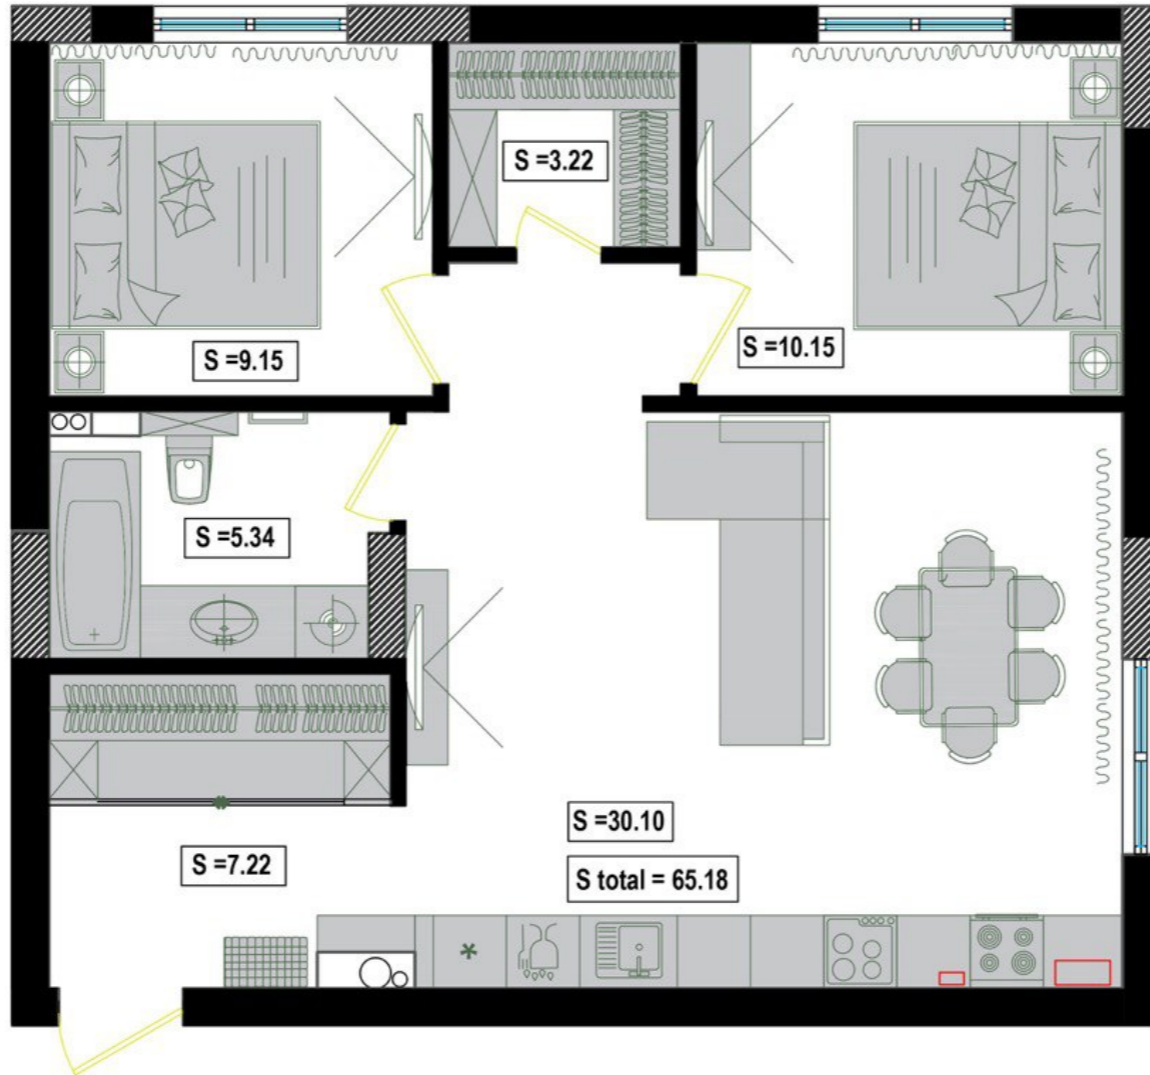 S =3.22
S =9.15
S =10.15
S =5.34
S =30.10
S =7.22
S total = 65.18